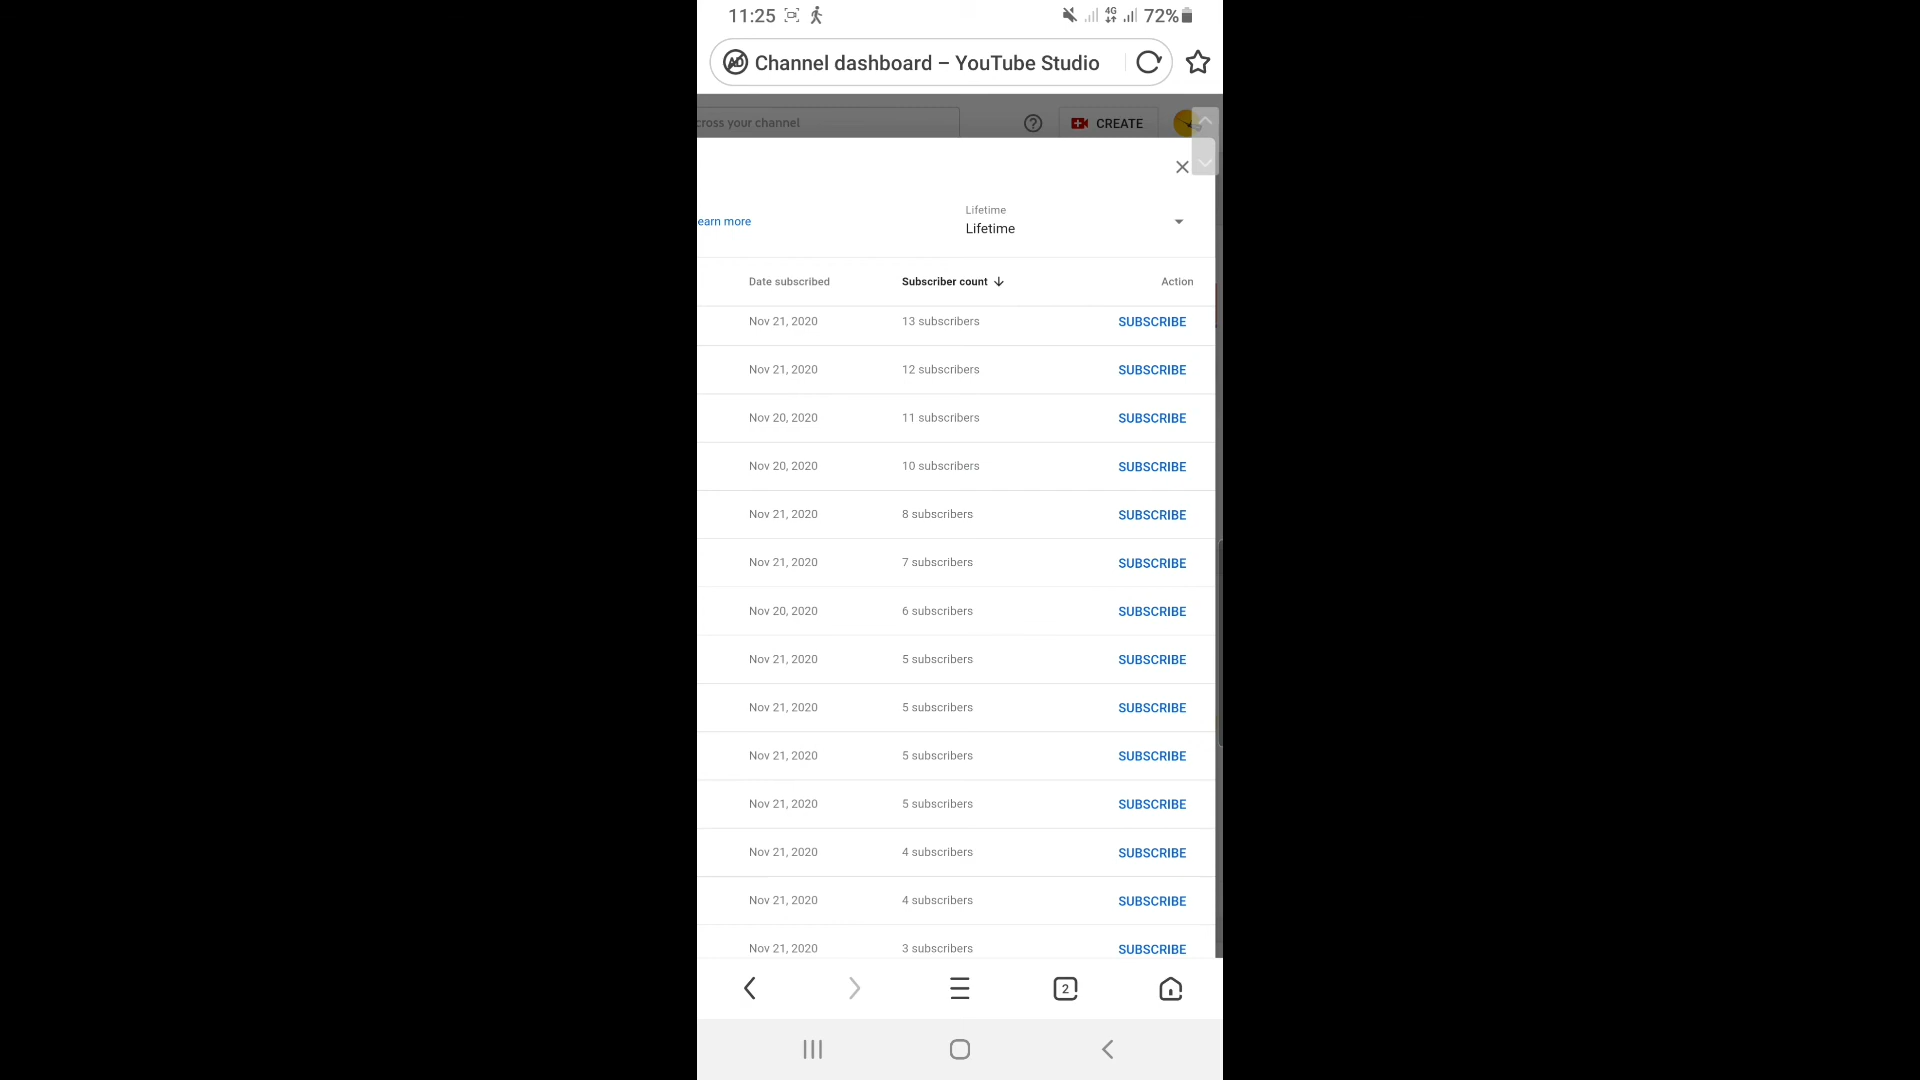 11:25 4G 72%
Channel dashboard – YouTube Studio
cross your channel CREATE
earn more
Lifetime
Lifetime
Date subscribed Subscriber count Action
Nov 21, 2020 13 subscribers SUBSCRIBE
Nov 21, 2020 12 subscribers SUBSCRIBE
Nov 20, 2020 11 subscribers SUBSCRIBE
Nov 20, 2020 10 subscribers SUBSCRIBE
Nov 21, 2020 8 subscribers SUBSCRIBE
Nov 21, 2020 7 subscribers SUBSCRIBE
Nov 20, 2020 6 subscribers SUBSCRIBE
Nov 21, 2020 5 subscribers SUBSCRIBE
Nov 21, 2020 5 subscribers SUBSCRIBE
Nov 21, 2020 5 subscribers SUBSCRIBE
Nov 21, 2020 5 subscribers SUBSCRIBE
Nov 21, 2020 4 subscribers SUBSCRIBE
Nov 21, 2020 4 subscribers SUBSCRIBE
Nov 21, 2020 3 subscribers SUBSCRIBE
2